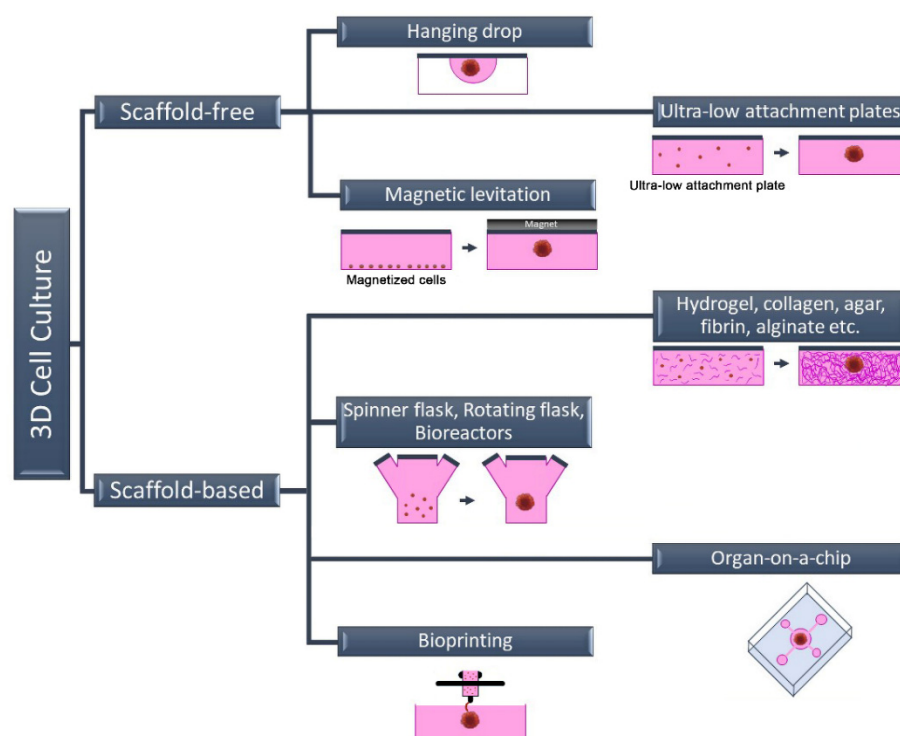 3D Cell Culture
Scaffold-free
Hanging drop
Ultra-low attachment plates
Ultra-low attachment plate
Magnetic levitation
Magnet
Magnetized cells
Scaffold-based
Hydrogel, collagen, agar,
fibrin, alginate etc.
Spinner flask, Rotating flask,
Bioreactors
Organ-on-a-chip
Bioprinting